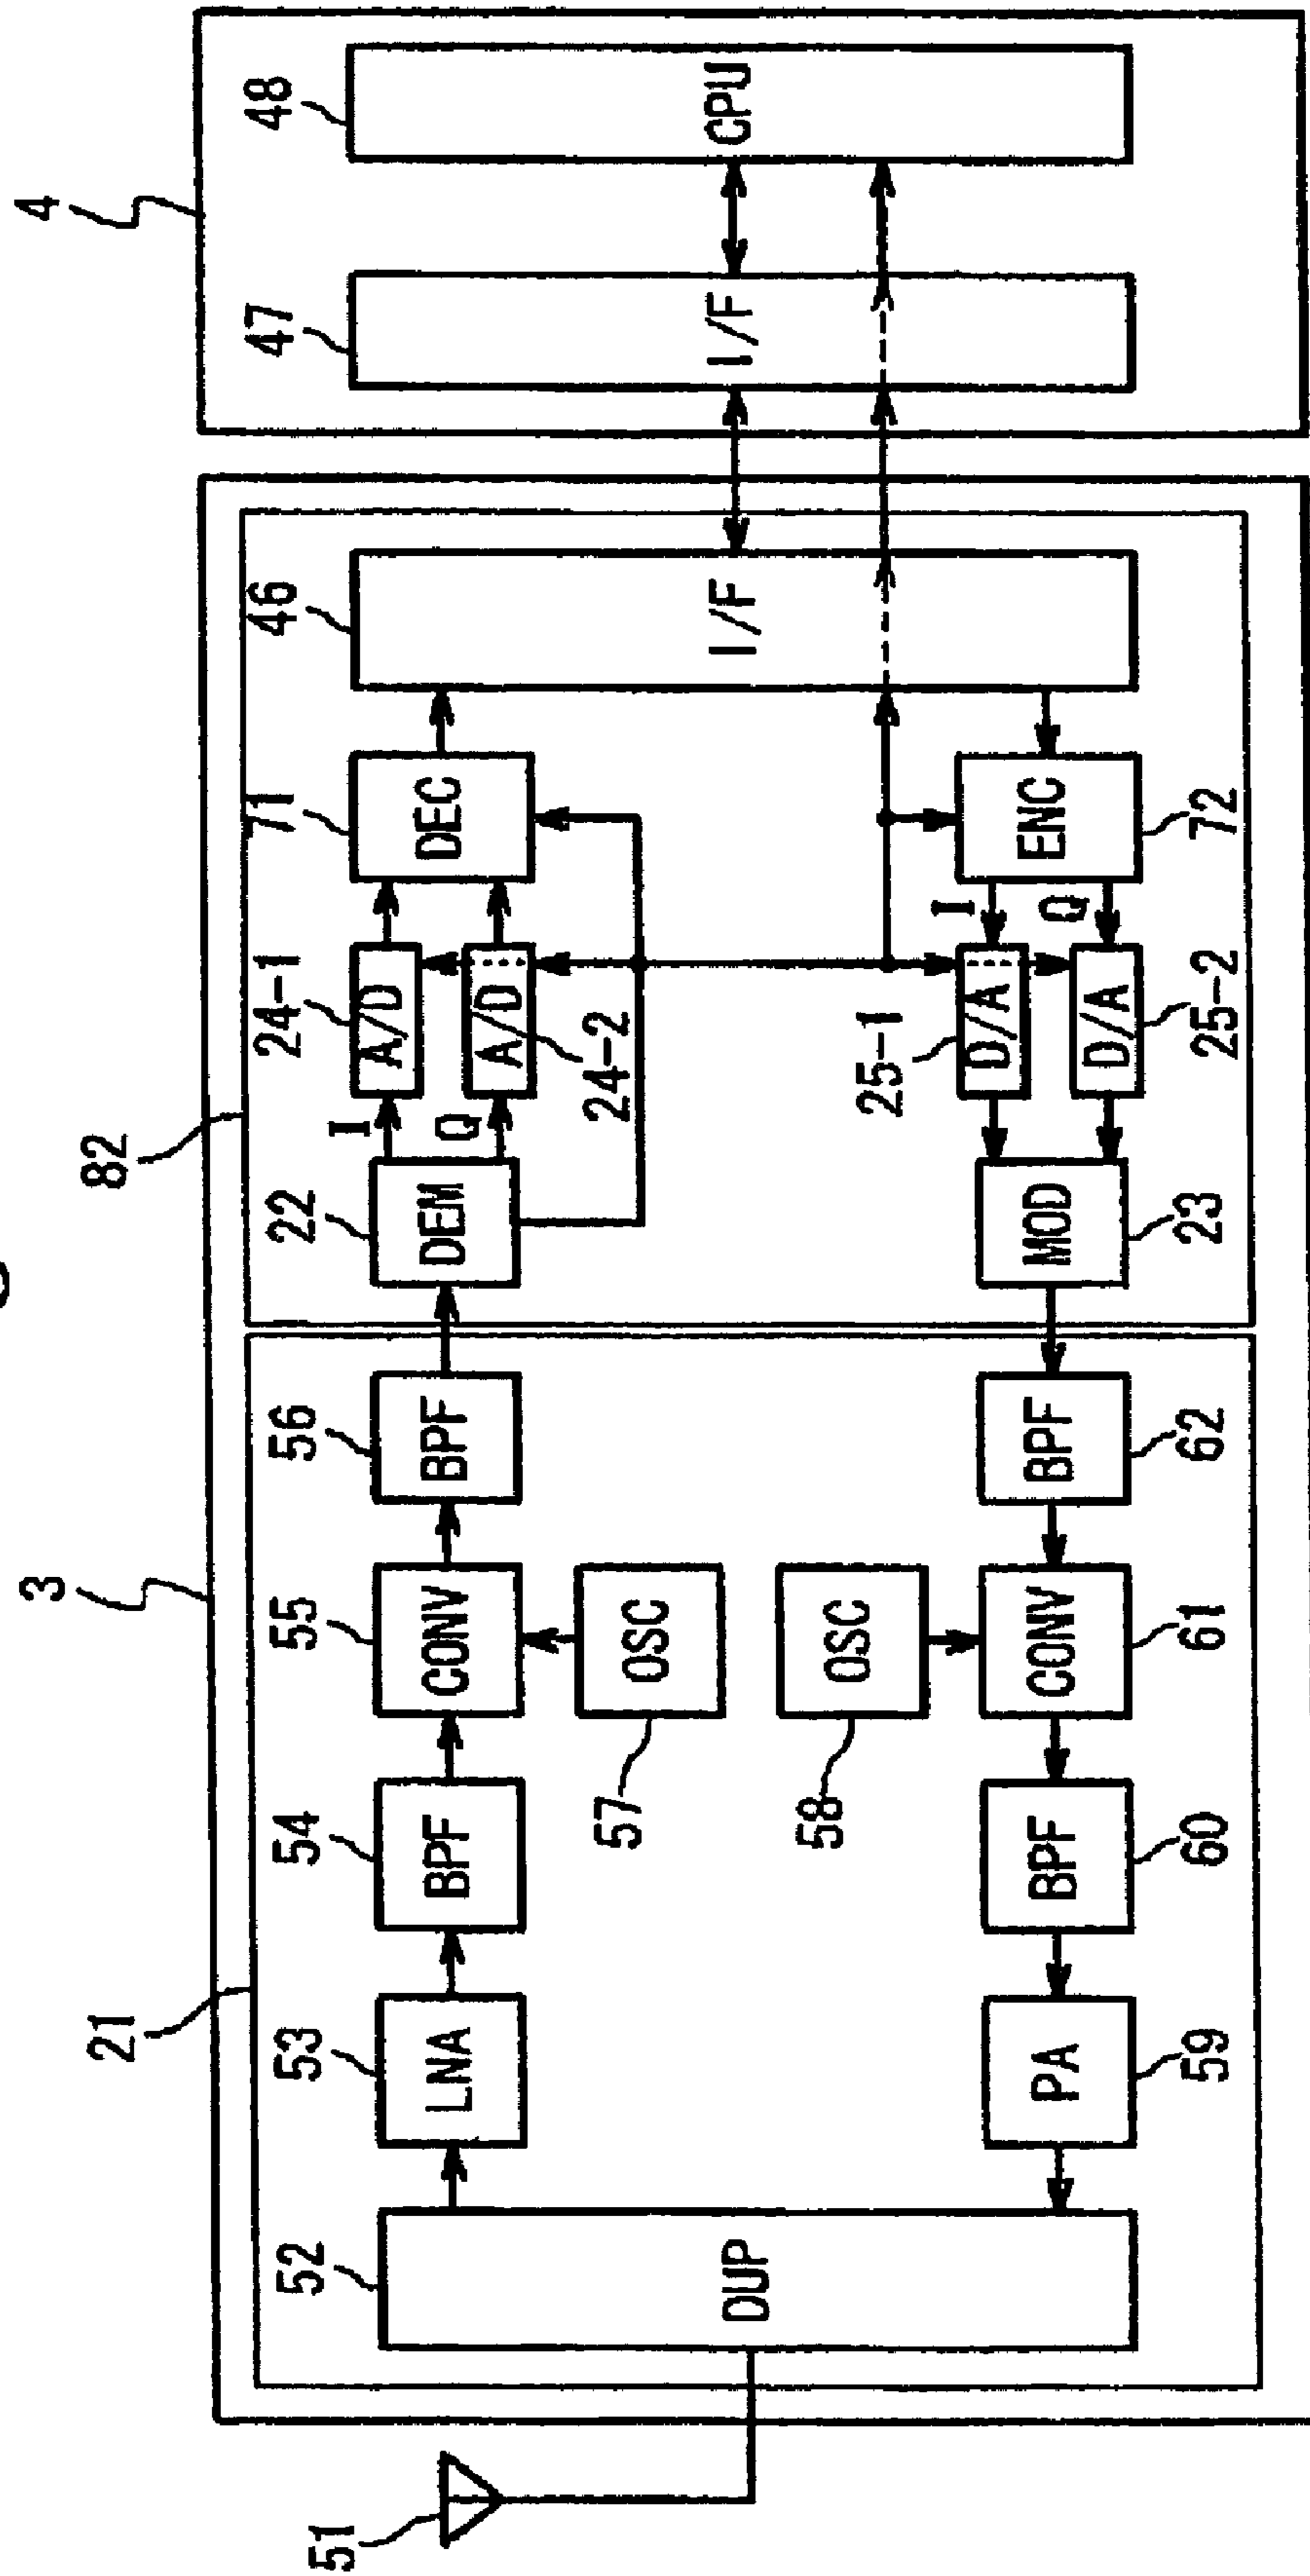 3
4
21
82
51
52
DUP
53
LNA
54
BPF
55
CONV
56
BPF
57
OSC
58
OSC
59
PA
60
BPF
61
CONV
62
BPF
22
DEM
I
Q
24-1
A/D
24-2
A/D
71
DEC
23
MOD
25-1
D/A
25-2
D/A
I
Q
72
ENC
46
I/F
47
I/F
48
CPU